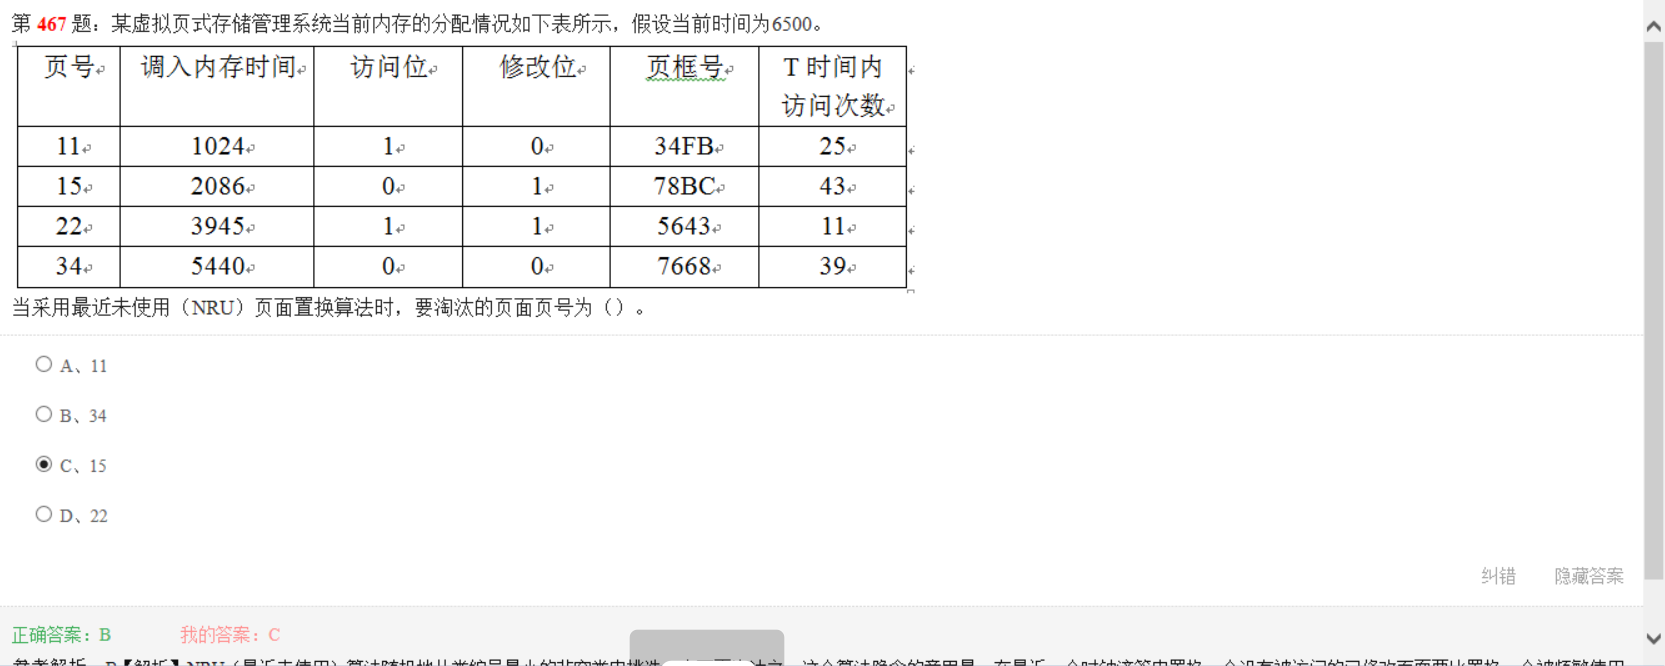 第 467 题：某虚拟页式存储管理系统当前内存的分配情况如下表所示，假设当前时间为6500。
页号 调入内存时间 访问位 修改位 页框号 T 时间内访问次数
11 1024 1 0 34FB 25
15 2086 0 1 78BC 43
22 3945 1 1 5643 11
34 5440 0 0 7668 39
当采用最近未使用（NRU）页面置换算法时，要淘汰的页面页号为（）。
A、11
B、34
C、15
D、22
纠错 隐藏答案
正确答案：B 我的答案：C